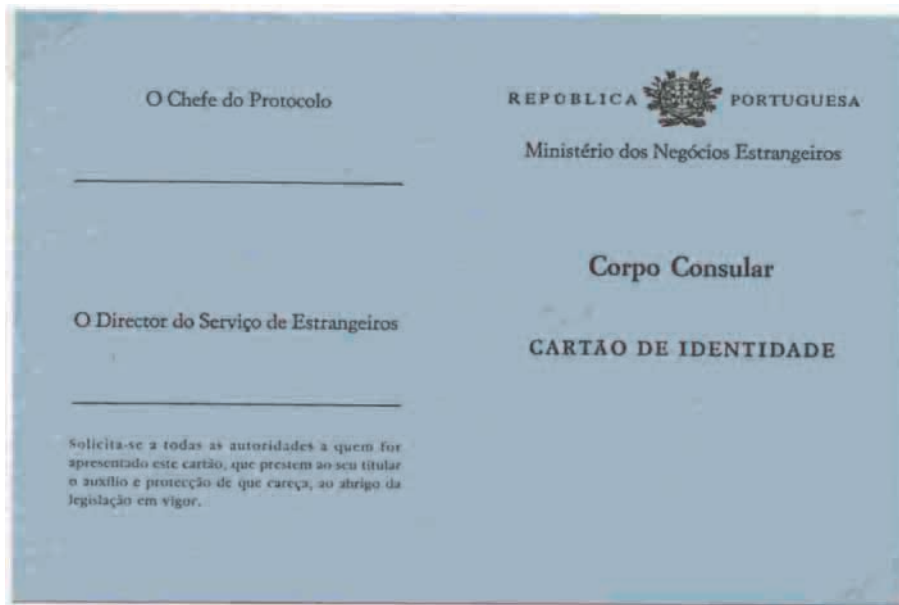 O Chefe do Protocolo
O Director do Serviço de Estrangeiros
Solicita-se a todas as autoridades a quem for
apresentado este cartão, que prestem ao seu titular
o auxílio e protecção de que careça, ao abrigo da
legislação em vigor.
REPÚBLICA PORTUGUESA
Ministério dos Negócios Estrangeiros
Corpo Consular
CARTÃO DE IDENTIDADE